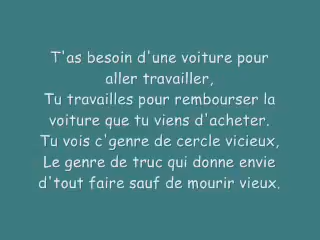 T'as besoin d'une voiture pour
aller travailler,
Tu travailles pour rembourser la
voiture que tu viens d'acheter.
Tu vois c'genre de cercle vicieux,
Le genre de truc qui donne envie
d'tout faire sauf de mourir vieux.